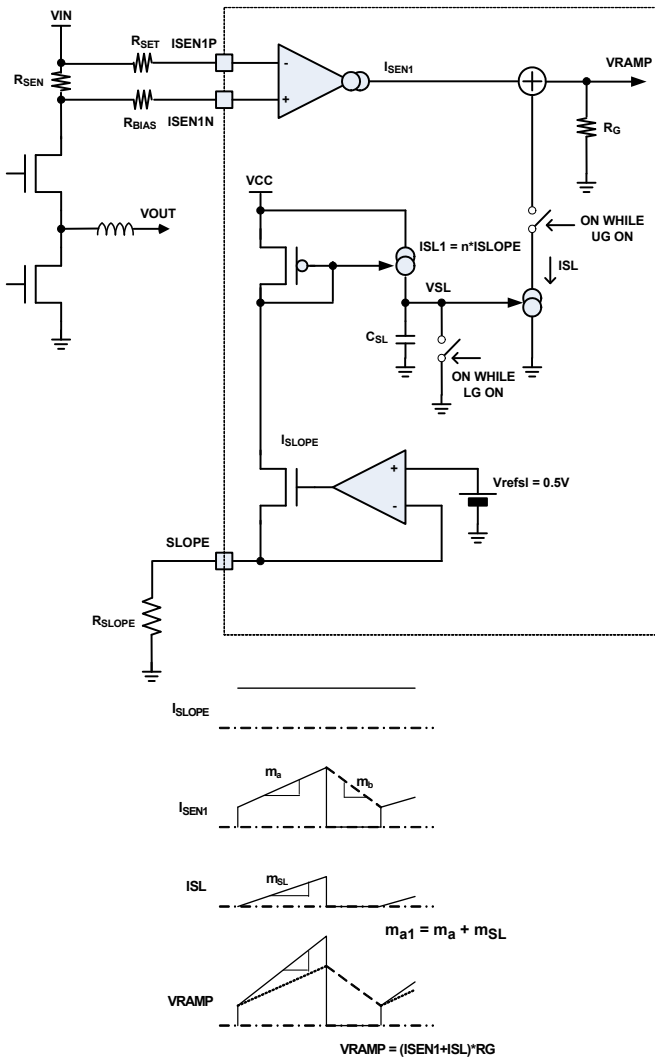 VIN
RSET
ISEN1P
ISEN1
VRAMP
RSEN
-
+
+
RG
RBIAS
ISEN1N
VCC
VOUT
ISL1 = n*ISLOPE
ON WHILE
UG ON
VSL
ISL
CSL
ON WHILE
LG ON
ISLOPE
+
-
Vrefsl = 0.5V
SLOPE
RSLOPE
ISLOPE
ma
mb
ISEN1
mSL
ISL
ma1 = ma + mSL
VRAMP
VRAMP = (ISEN1+ISL)*RG